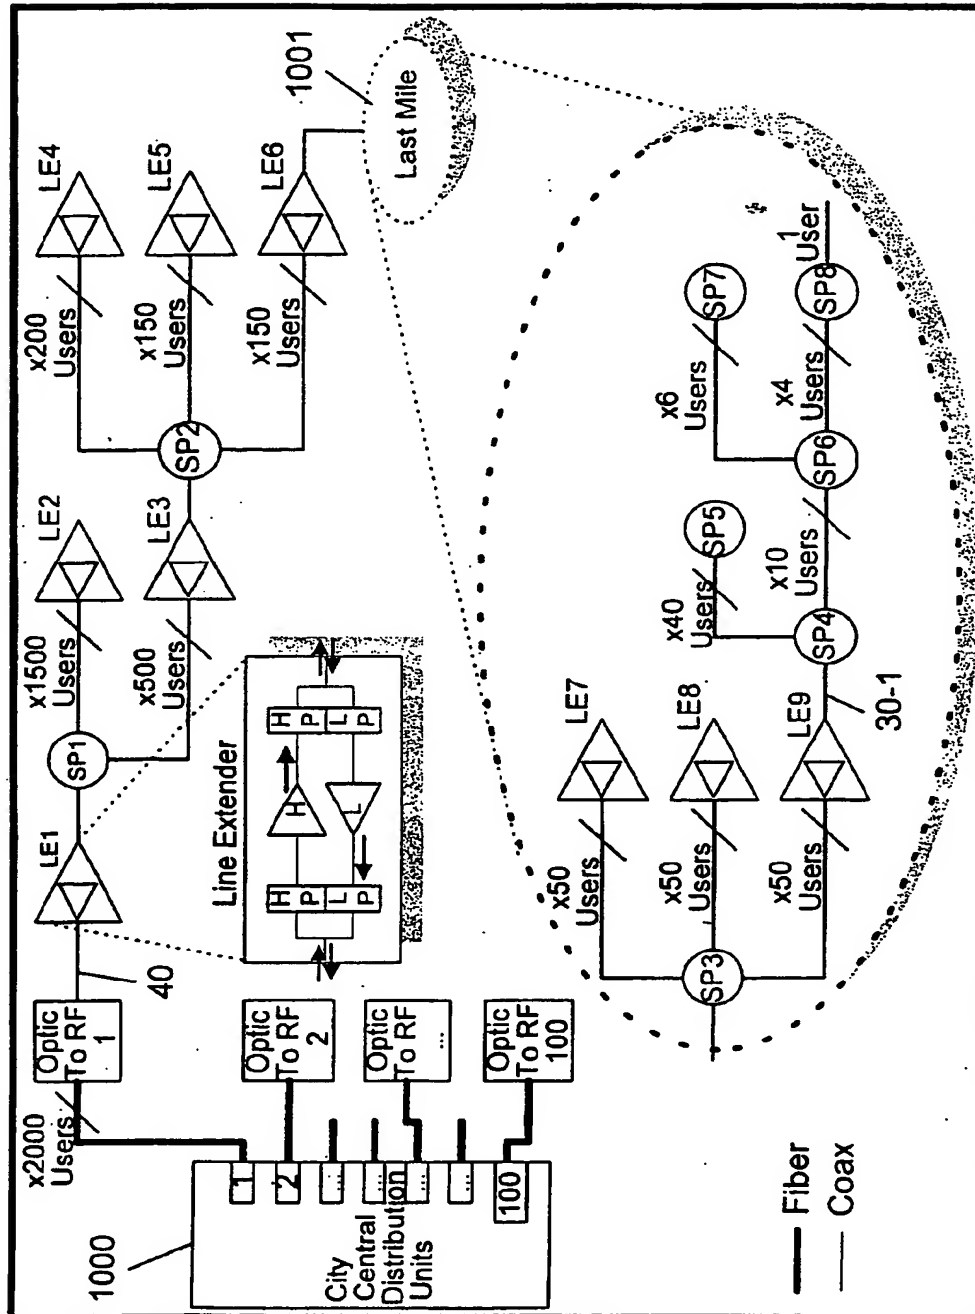 1000
City
Central
Distribution
Units
1
2
...
...
...
...
100
x2000
Users
Optic
To RF
1
Optic
To RF
2
Optic
To RF
...
Optic
To RF
100
40
LE1
SP1
x1500
Users
LE2
x500
Users
LE3
SP2
x200
Users
LE4
x150
Users
LE5
x150
Users
LE6
1001
Last Mile
Line Extender
H
P
L
P
H
L
H
P
L
P
SP3
x50
Users
LE7
x50
Users
LE8
x50
Users
LE9
30-1
SP4
x40
Users
SP5
x10
Users
SP6
x6
Users
SP7
x4
Users
SP8
1
User
Fiber
Coax